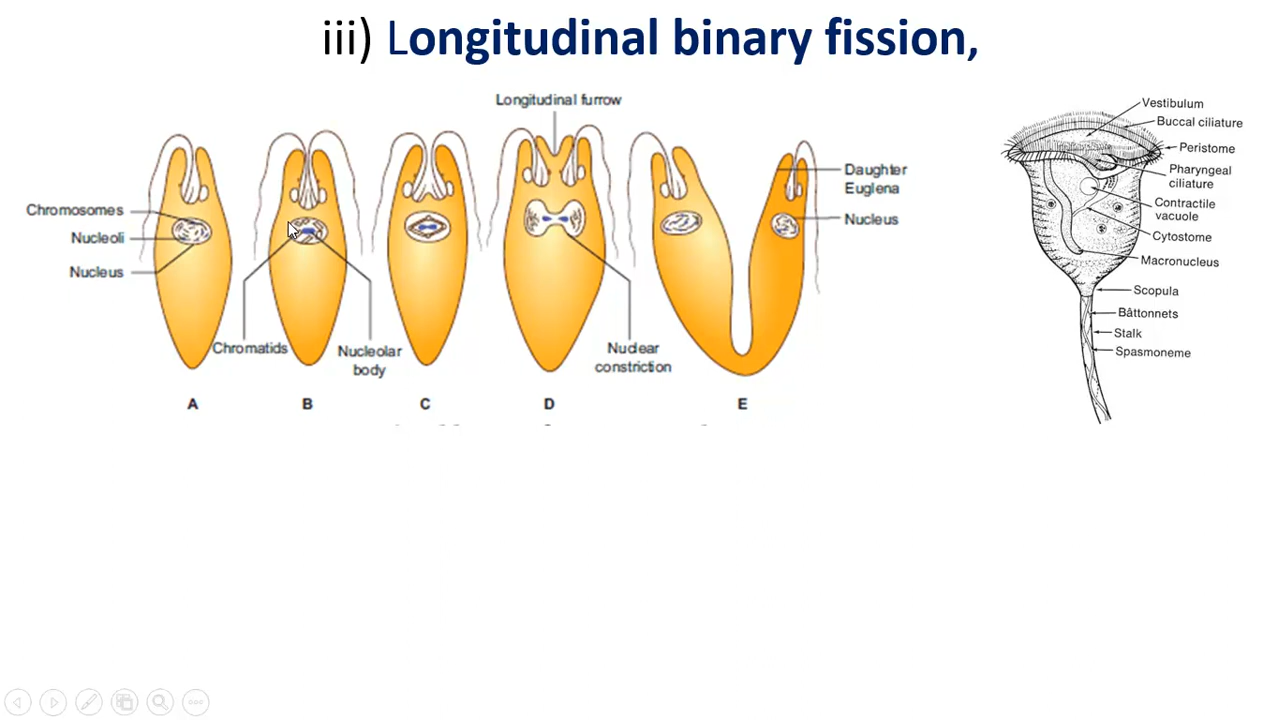 iii) Longitudinal binary fission,
Longitudinal furrow
Chromosomes
Nucleoli
Nucleus
Chromatids
Nucleolar
body
Nuclear
constriction
Daughter
Euglena
Nucleus
A
B
C
D
E
Vestibulum
Buccal ciliature
Peristome
Pharyngeal
ciliature
Contractile
vacuole
Cytostome
Macronucleus
Scopula
Bâttonnets
Stalk
Spasmoneme